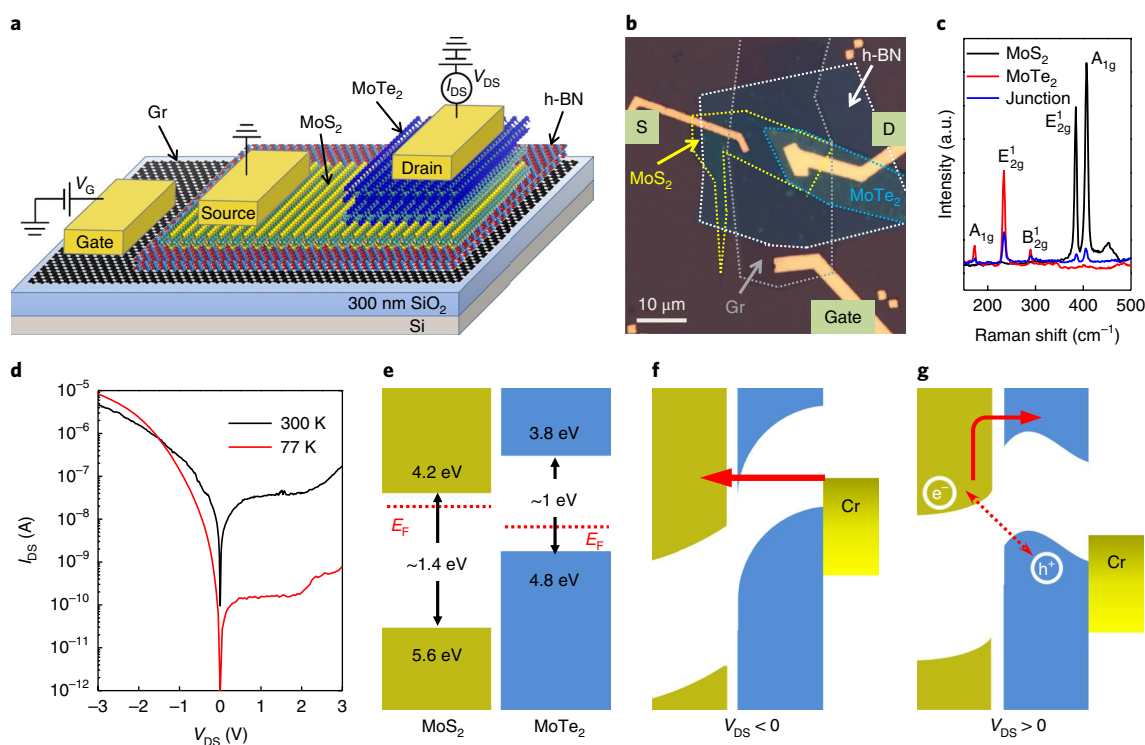 a
Gr
V_G
Gate
Source
MoS₂
MoTe₂
V_DS
I_DS
h-BN
Drain
300 nm SiO₂
Si
b
h-BN
S
D
MoS₂
MoTe₂
Gr
10 μm
Gate
c
MoS₂
MoTe₂
Junction
A₁g
E¹₂g
E¹₂g
A₁g
B¹₂g
Intensity (a.u.)
200 300 400 500
Raman shift (cm⁻¹)
d
300 K
77 K
I_DS (A)
10⁻⁵
10⁻⁶
10⁻⁷
10⁻⁸
10⁻⁹
10⁻¹⁰
10⁻¹¹
10⁻¹²
−3 −2 −1 0 1 2 3
V_DS (V)
e
3.8 eV
4.2 eV
~1 eV
E_F
E_F
~1.4 eV
4.8 eV
5.6 eV
MoS₂ MoTe₂
f
Cr
V_DS < 0
g
e⁻
h⁺
Cr
V_DS > 0